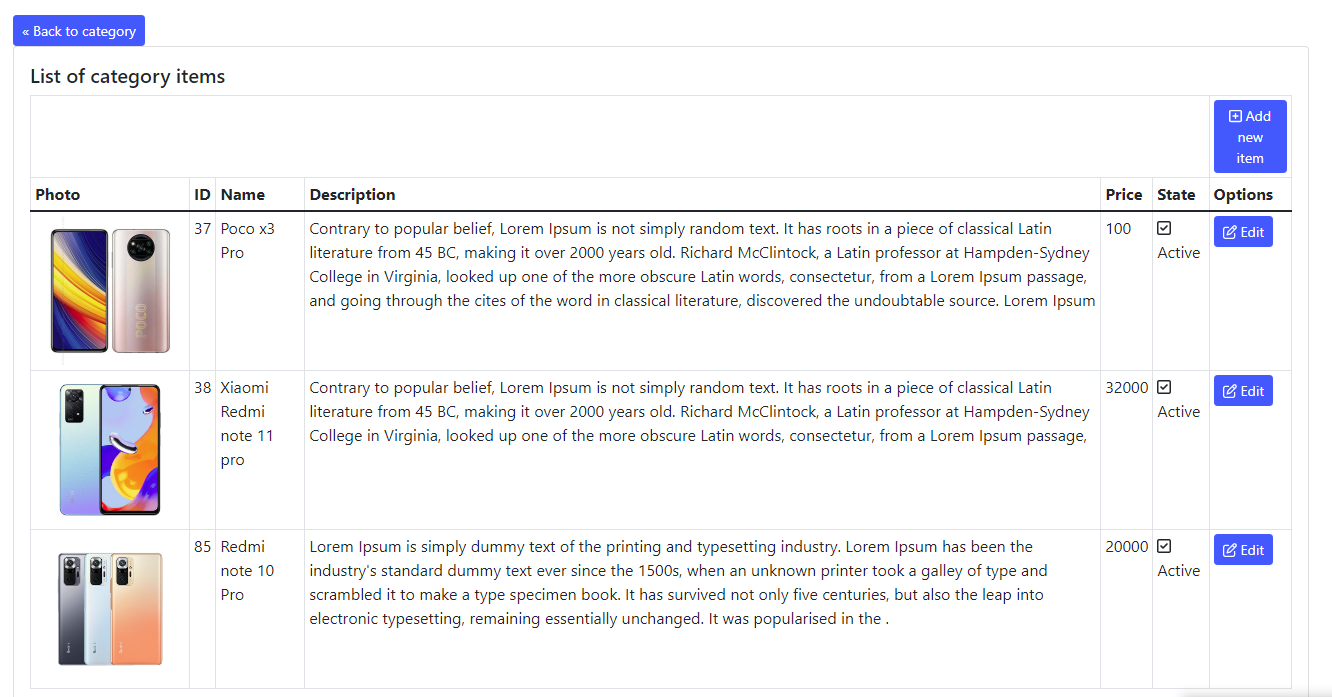 « Back to category
List of category items
Add
new
item
Photo ID Name Description Price State Options
37 Poco x3 Contrary to popular belief, Lorem Ipsum is not simply random text. It has roots in a piece of classical Latin 100 Edit
Pro literature from 45 BC, making it over 2000 years old. Richard McClintock, a Latin professor at Hampden-Sydney Active
College in Virginia, looked up one of the more obscure Latin words, consectetur, from a Lorem Ipsum passage,
and going through the cites of the word in classical literature, discovered the undoubtable source. Lorem Ipsum
POCO
38 Xiaomi Contrary to popular belief, Lorem Ipsum is not simply random text. It has roots in a piece of classical Latin 32000 Edit
Redmi literature from 45 BC, making it over 2000 years old. Richard McClintock, a Latin professor at Hampden-Sydney Active
note 11 College in Virginia, looked up one of the more obscure Latin words, consectetur, from a Lorem Ipsum passage,
pro
85 Redmi Lorem Ipsum is simply dummy text of the printing and typesetting industry. Lorem Ipsum has been the 20000 Edit
note 10 industry's standard dummy text ever since the 1500s, when an unknown printer took a galley of type and Active
Pro scrambled it to make a type specimen book. It has survived not only five centuries, but also the leap into
electronic typesetting, remaining essentially unchanged. It was popularised in the .